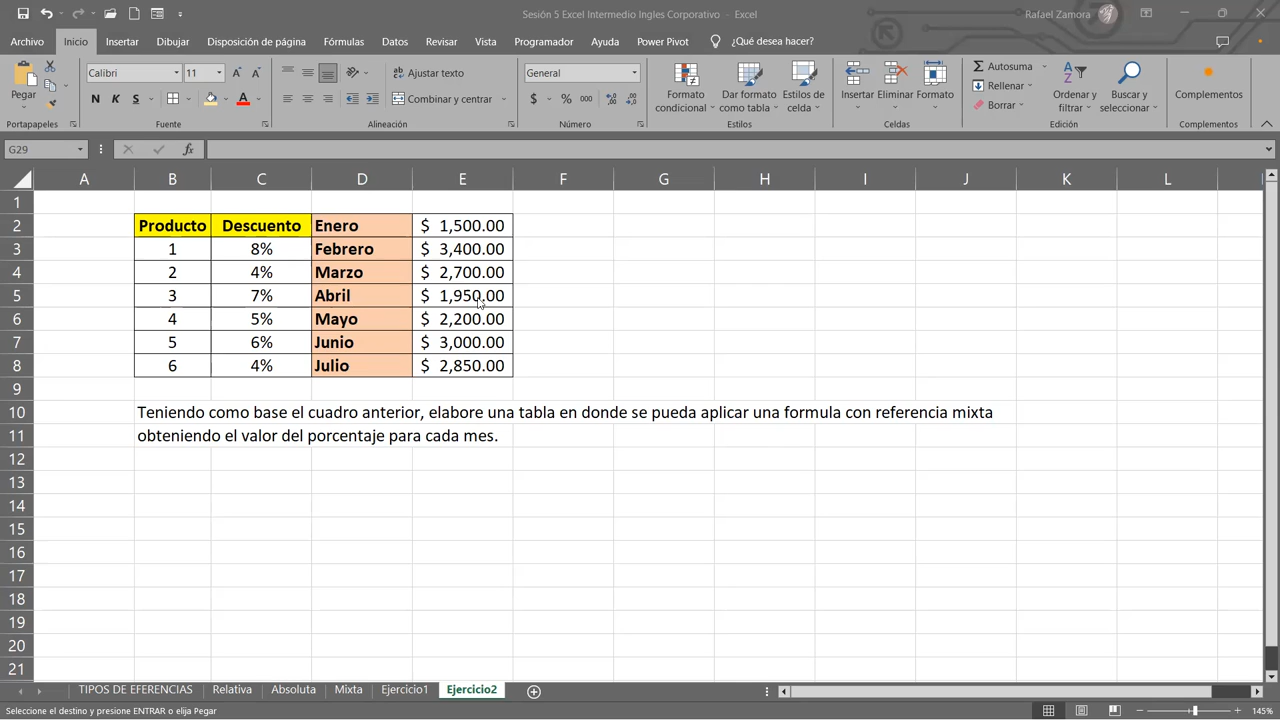 Sesión 5 Excel Intermedio Ingles Corporativo - Excel
Rafael Zamora
Archivo Inicio Insertar Dibujar Disposición de página Fórmulas Datos Revisar Vista Programador Ayuda Power Pivot ¿Qué desea hacer?
Pegar
Portapapeles
Calibri 11
N K S
Fuente
Ajustar texto
Combinar y centrar
Alineación
General
$ % 000
Número
Formato condicional
Dar formato como tabla
Estilos de celda
Estilos
Insertar Eliminar Formato
Celdas
Autosuma
Rellenar
Borrar
Ordenar y filtrar
Buscar y seleccionar
Edición
Complementos
Complementos
G29 fx
A B C D E F G H I J K L
1
2 Producto Descuento Enero $ 1,500.00
3 1 8% Febrero $ 3,400.00
4 2 4% Marzo $ 2,700.00
5 3 7% Abril $ 1,950.00
6 4 5% Mayo $ 2,200.00
7 5 6% Junio $ 3,000.00
8 6 4% Julio $ 2,850.00
9
10 Teniendo como base el cuadro anterior, elabore una tabla en donde se pueda aplicar una formula con referencia mixta
11 obteniendo el valor del porcentaje para cada mes.
12
13
14
15
16
17
18
19
20
21
TIPOS DE EFERENCIAS Relativa Absoluta Mixta Ejercicio1 Ejercicio2
Seleccione el destino y presione ENTRAR o elija Pegar
145%